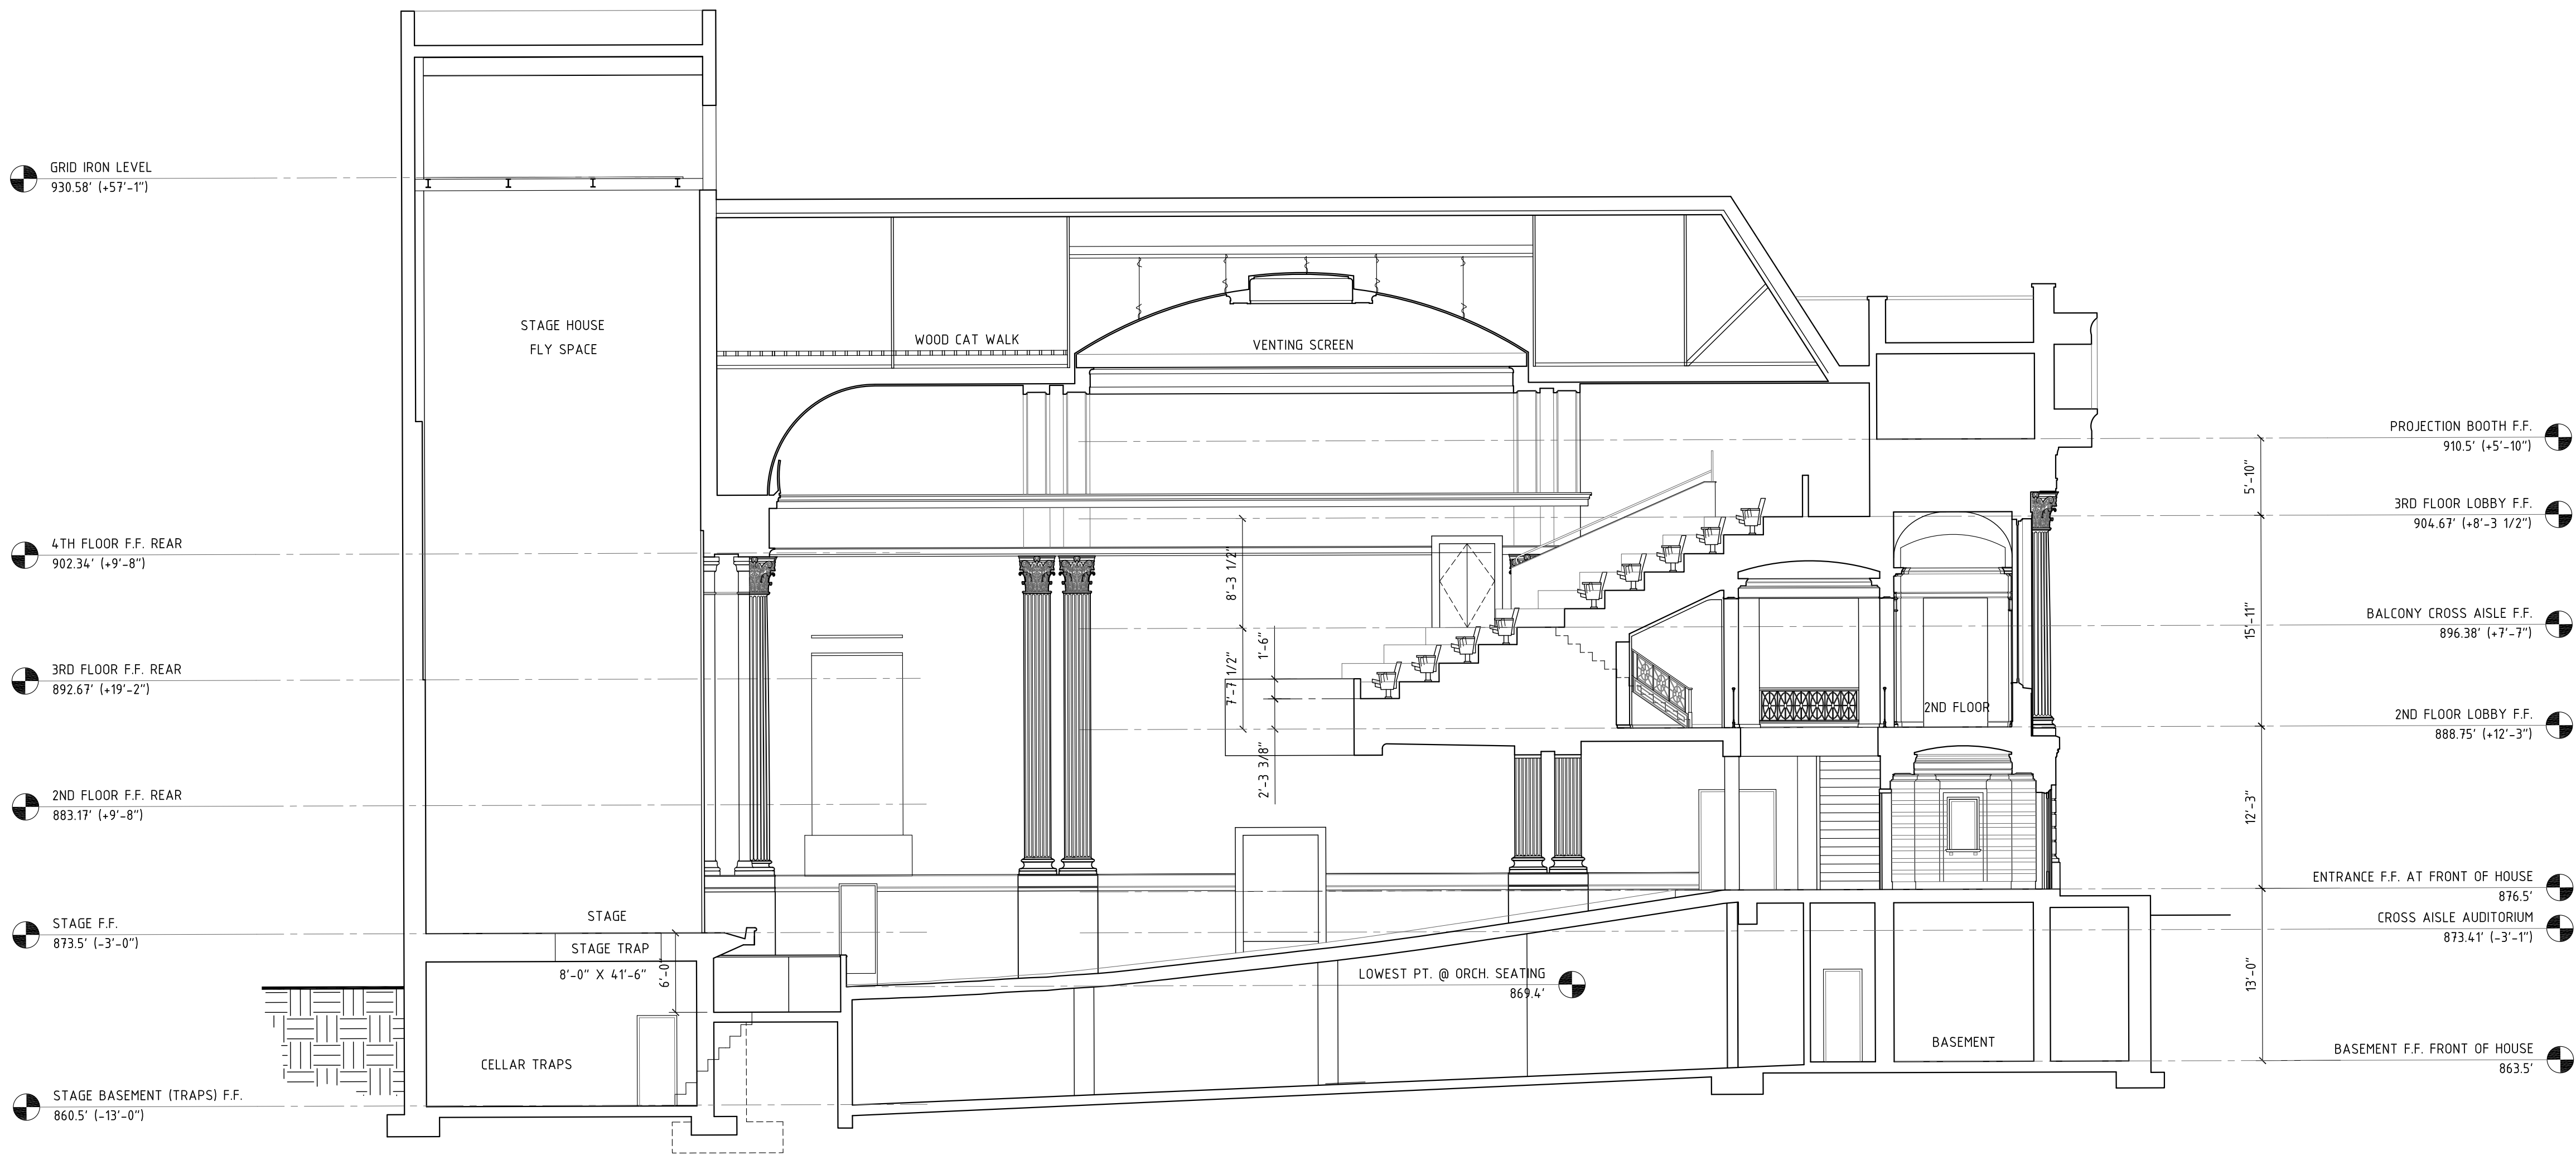 GRID IRON LEVEL
930.58' (+57'-1")
STAGE HOUSE
FLY SPACE
WOOD CAT WALK
VENTING SCREEN
PROJECTION BOOTH F.F.
910.5' (+5'-10")
5'-10"
3RD FLOOR LOBBY F.F.
904.67' (+8'-3 1/2")
4TH FLOOR F.F. REAR
902.34' (+9'-8")
8'-3 1/2"
15'-11"
BALCONY CROSS AISLE F.F.
896.38' (+7'-7")
1'-6"
7'-7 1/2"
3RD FLOOR F.F. REAR
892.67' (+19'-2")
2ND FLOOR
2ND FLOOR LOBBY F.F.
888.75' (+12'-3")
2'-3 3/8"
2ND FLOOR F.F. REAR
883.17' (+9'-8")
12'-3"
ENTRANCE F.F. AT FRONT OF HOUSE
876.5'
STAGE
STAGE F.F.
873.5' (-3'-0")
CROSS AISLE AUDITORIUM
873.41' (-3'-1")
STAGE TRAP
8'-0" X 41'-6"
6'-0"
LOWEST PT. @ ORCH. SEATING
869.4'
13'-0"
CELLAR TRAPS
BASEMENT
BASEMENT F.F. FRONT OF HOUSE
863.5'
STAGE BASEMENT (TRAPS) F.F.
860.5' (-13'-0")